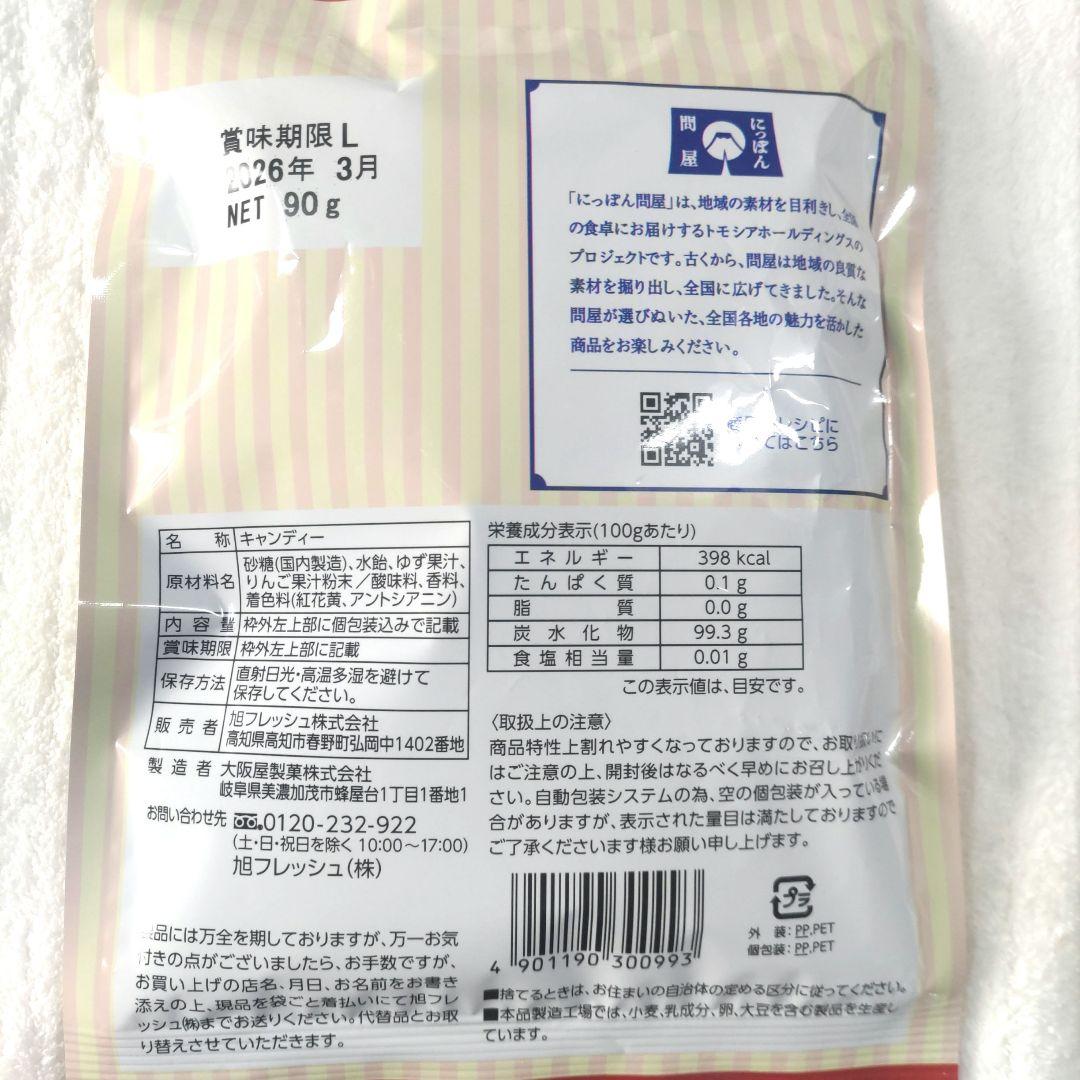 賞味期限 L
2026年 3月
NET 90g
にっぽん
問屋
「にっぽん問屋」は、地域の素材を目利きし、全国
の食卓にお届けするトモシアホールディングスの
プロジェクトです。古くから、問屋は地域の良質な
素材を掘り出し、全国に広げてきました。そんな
問屋が選びぬいた、全国各地の魅力を活かした
商品をお楽しみください。
レシピに
てはこちら
名 称 キャンディー
原材料名 砂糖(国内製造)、水飴、ゆず果汁、
りんご果汁粉末／酸味料、香料、
着色料(紅花黄、アントシアニン)
内 容 量 枠外左上部に個包装込みで記載
賞味期限 枠外左上部に記載
保存方法 直射日光・高温多湿を避けて
保存してください。
販 売 者 旭フレッシュ株式会社
高知県高知市春野町弘岡中1402番地
製 造 者 大阪屋製菓株式会社
岐阜県美濃加茂市蜂屋台1丁目1番地1
お問い合わせ先 0120-232-922
(土・日・祝日を除く 10:00～17:00)
旭フレッシュ(株)
品には万全を期しておりますが、万一お気
付きの点がございましたら、お手数ですが、
お買い上げの店名、月日、お名前をお書き
添えの上、現品を袋ごと着払いにて旭フレ
ッシュ㈱までお送りください。代替品とお取
り替えさせていただきます。
栄養成分表示(100gあたり)
エネルギー 398 kcal
たんぱく質 0.1 g
脂 質 0.0 g
炭水化物 99.3 g
食塩相当量 0.01 g
この表示値は、目安です。
〈取扱上の注意〉
商品特性上割れやすくなっておりますので、お取り扱いに
はご注意の上、開封後はなるべく早めにお召し上がりくだ
さい。自動包装システムの為、空の個包装が入っている場
合がありますが、表示された量目は満たしておりますので
ご了承くださいます様お願い申し上げます。
4 901190 300993
プラ
外 装：PP,PET
個包装：PP,PET
■捨てるときは、お住まいの自治体の定める区分に従ってください。
■本品製造工場では、小麦、乳成分、卵、大豆を含む製品を生産し
ています。